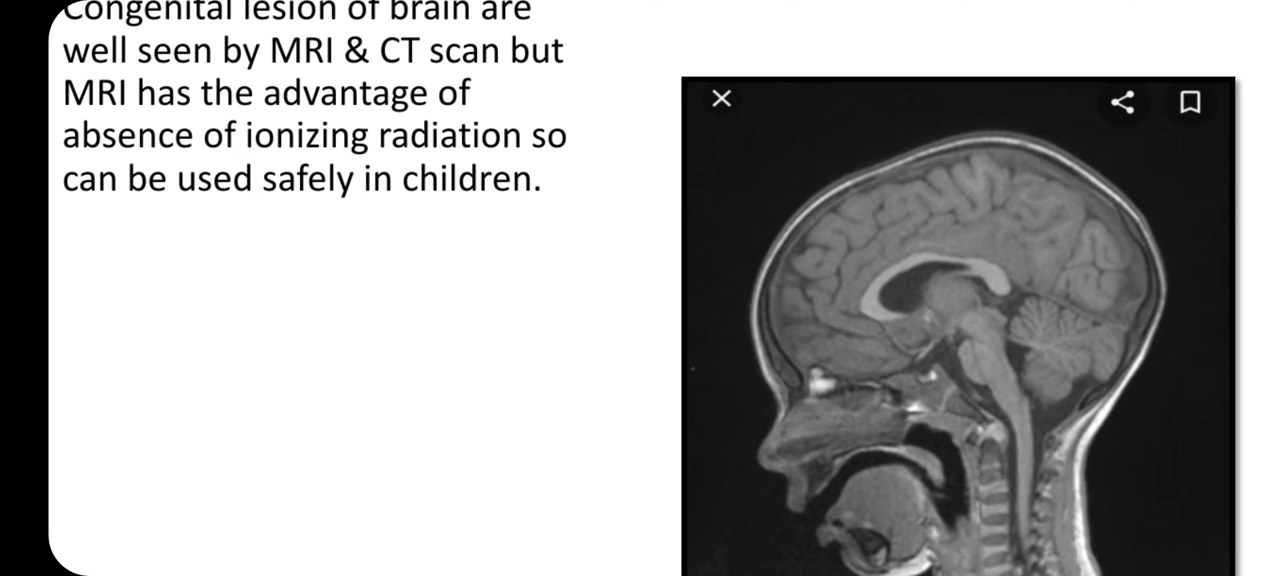 Congenital lesion of brain are
well seen by MRI & CT scan but
MRI has the advantage of
absence of ionizing radiation so
can be used safely in children.